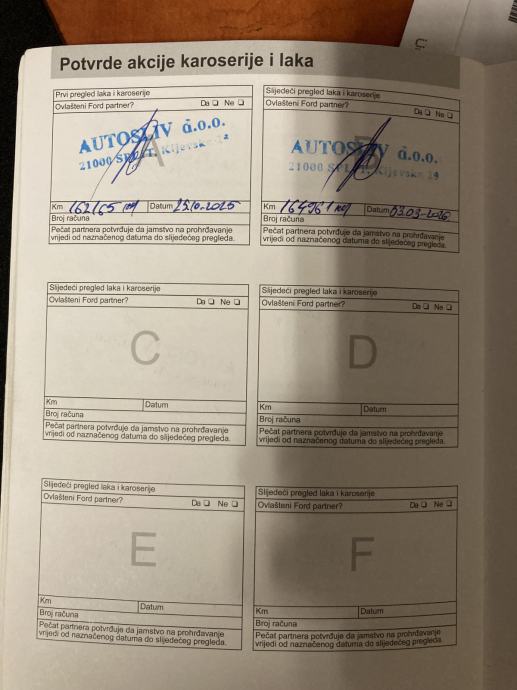 Potvrde akcije karoserije i laka
Prvi pregled laka i karoserije
Ovlašteni Ford partner? Da ❑ Ne ❑
A
AUTOSLIV d.o.o.
21000 SPLIT, Kijevska 19
Km 162165 km Datum 23.10.2025
Broj računa
Pečat partnera potvrđuje da jamstvo na prohrđavanje
vrijedi od naznačenog datuma do slijedećeg pregleda.
Slijedeći pregled laka i karoserije
Ovlašteni Ford partner? Da ❑ Ne ❑
B
AUTOSLIV d.o.o.
21000 SPLIT, Kijevska 19
Km 164961 km Datum 03.03.2026
Broj računa
Pečat partnera potvrđuje da jamstvo na prohrđavanje
vrijedi od naznačenog datuma do slijedećeg pregleda.
Slijedeći pregled laka i karoserije
Ovlašteni Ford partner? Da ❑ Ne ❑
C
Km Datum
Broj računa
Pečat partnera potvrđuje da jamstvo na prohrđavanje
vrijedi od naznačenog datuma do slijedećeg pregleda.
Slijedeći pregled laka i karoserije
Ovlašteni Ford partner? Da ❑ Ne ❑
D
Km Datum
Broj računa
Pečat partnera potvrđuje da jamstvo na prohrđavanje
vrijedi od naznačenog datuma do slijedećeg pregleda.
Slijedeći pregled laka i karoserije
Ovlašteni Ford partner? Da ❑ Ne ❑
E
Km Datum
Broj računa
Pečat partnera potvrđuje da jamstvo na prohrđavanje
vrijedi od naznačenog datuma do slijedećeg pregleda.
Slijedeći pregled laka i karoserije
Ovlašteni Ford partner? Da ❑ Ne ❑
F
Km Datum
Broj računa
Pečat partnera potvrđuje da jamstvo na prohrđavanje
vrijedi od naznačenog datuma do slijedećeg pregleda.